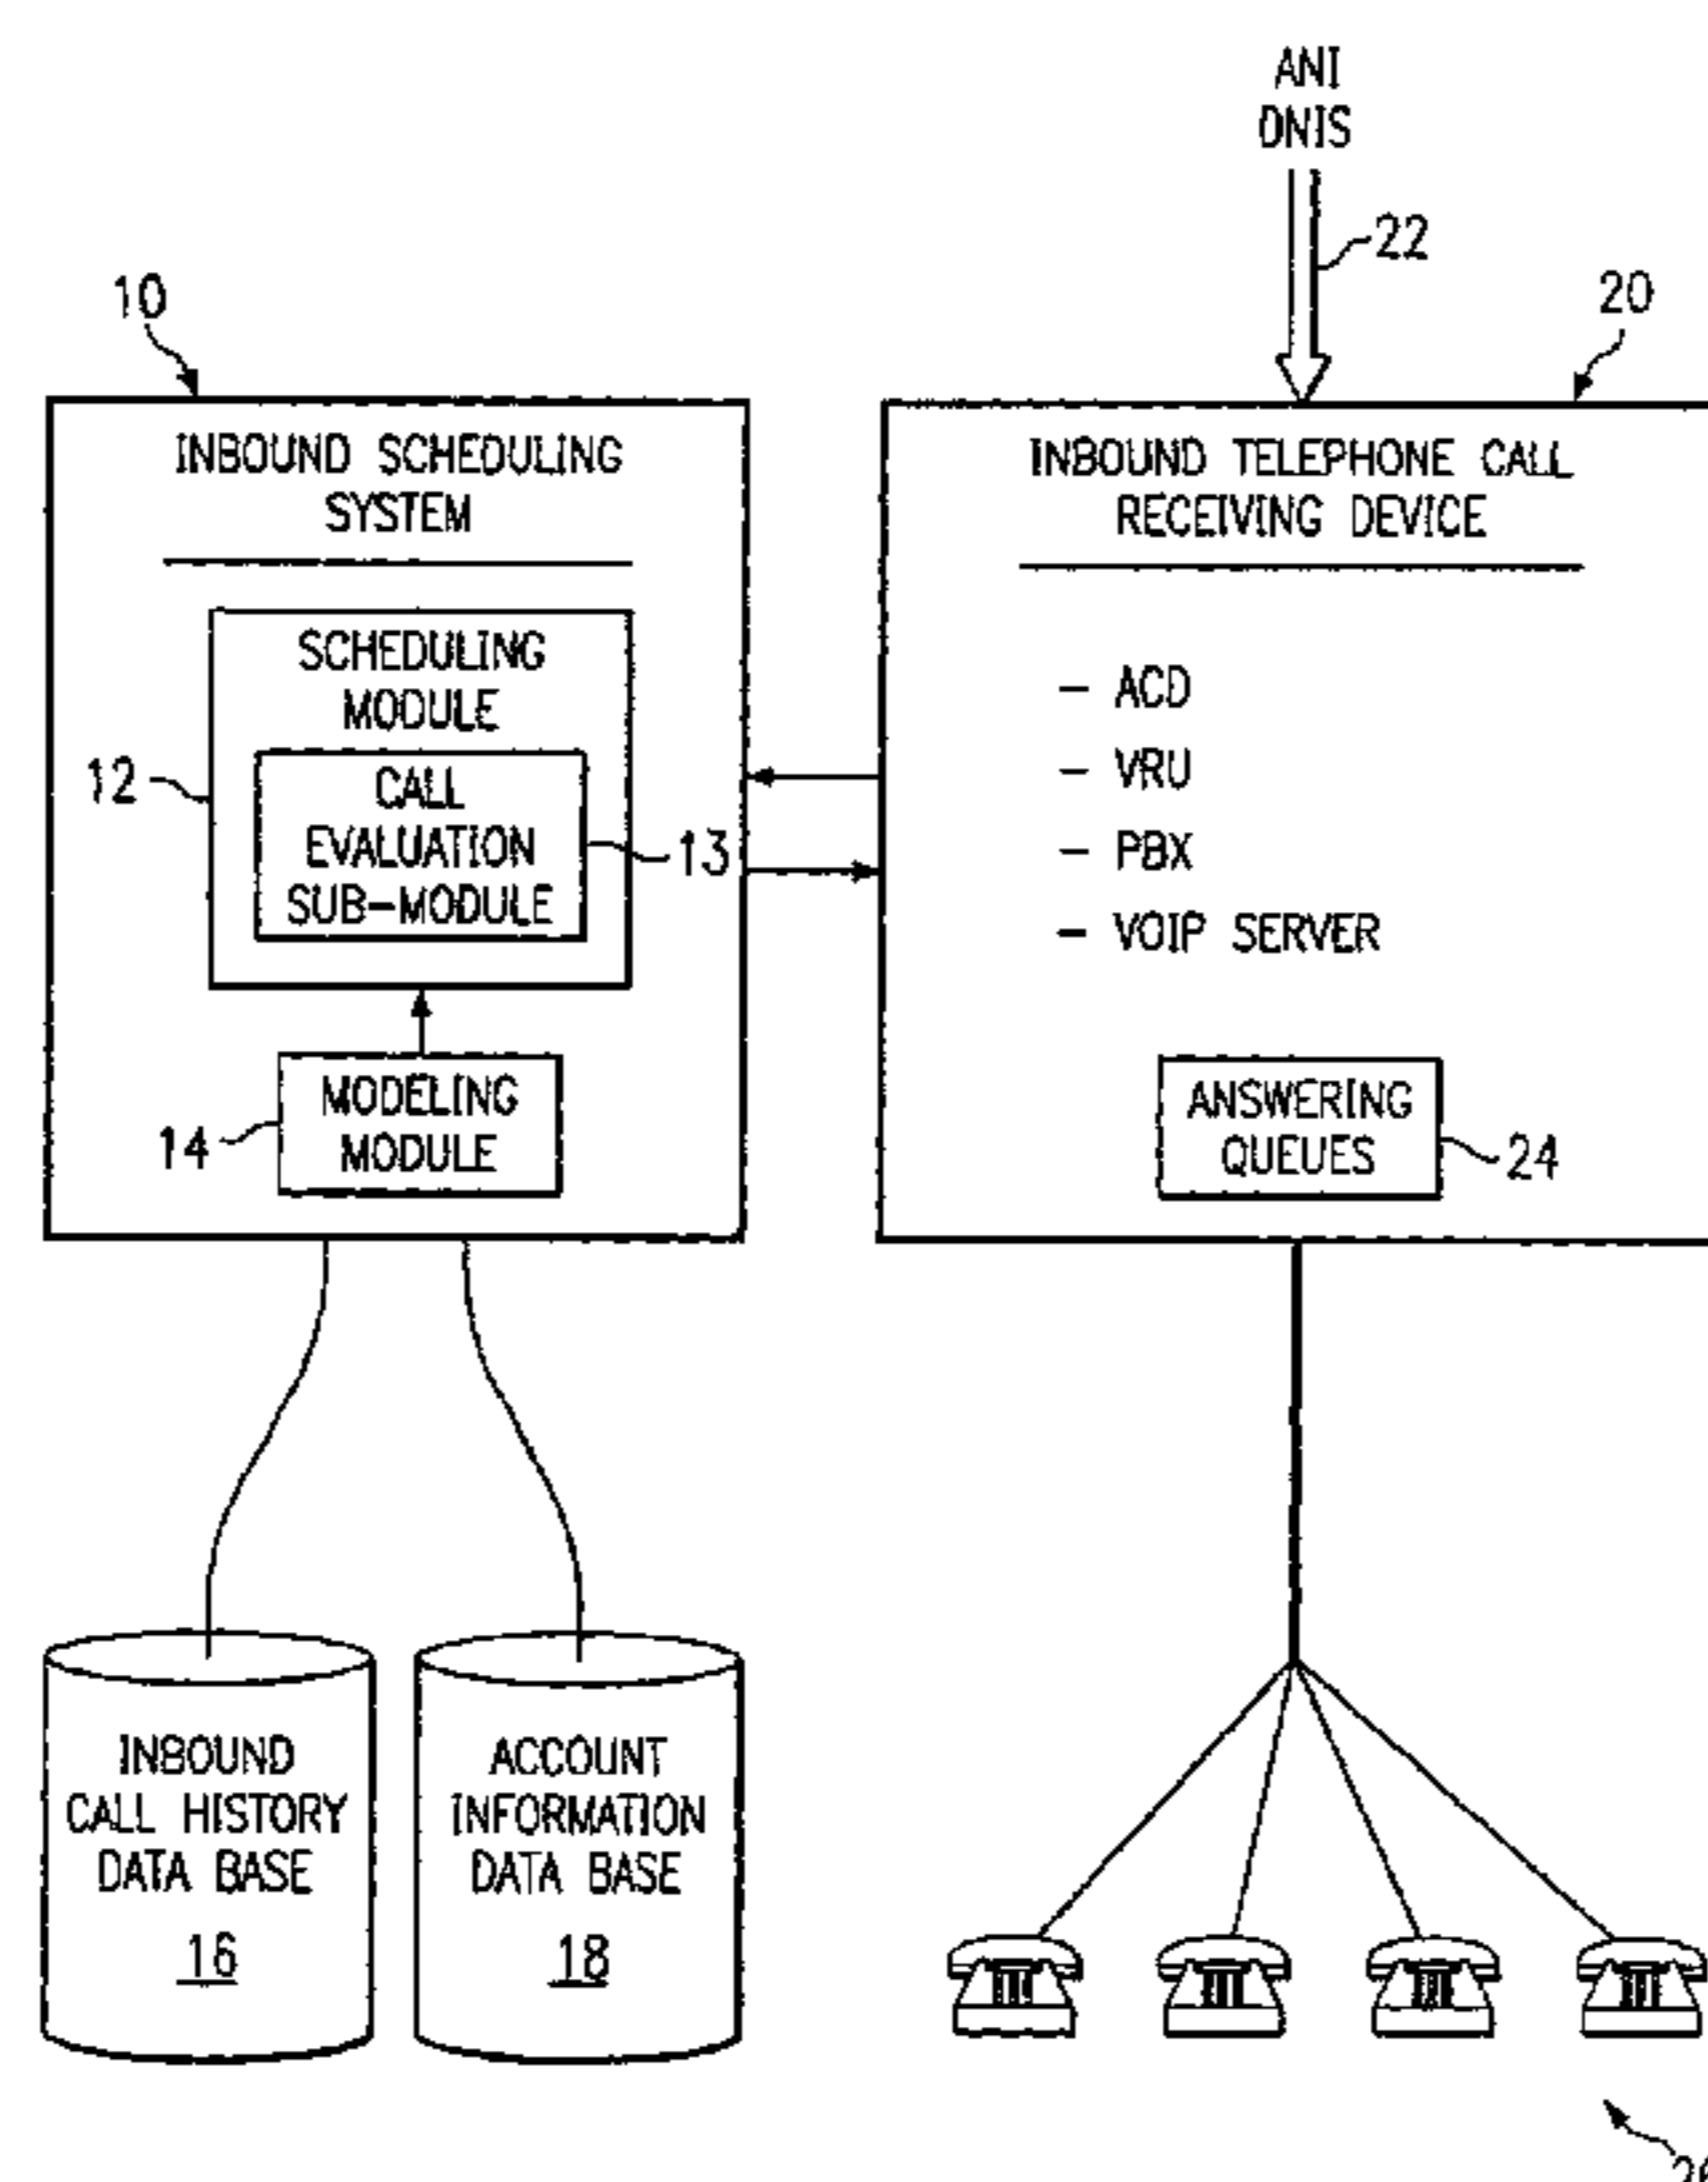 ANI
DNIS
22
10
20
INBOUND SCHEDULING
SYSTEM
SCHEDULING
MODULE
12
CALL
EVALUATION
SUB-MODULE
13
MODELING
MODULE
14
INBOUND TELEPHONE CALL
RECEIVING DEVICE
- ACD
- VRU
- PBX
- VOIP SERVER
ANSWERING
QUEUES
24
INBOUND
CALL HISTORY
DATA BASE
16
ACCOUNT
INFORMATION
DATA BASE
18